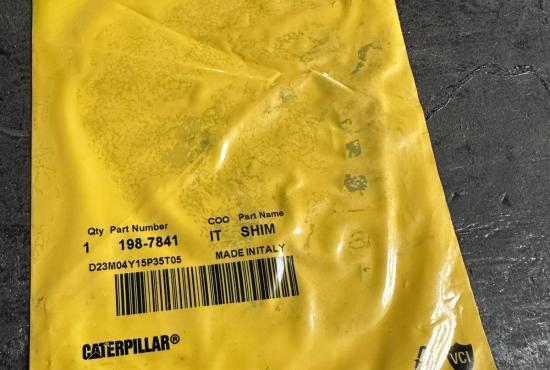 Qty Part Number COO Part Name
1 198-7841 IT SHIM
D23M04Y15P35T05 MADE IN ITALY
CATERPILLAR®
VCI